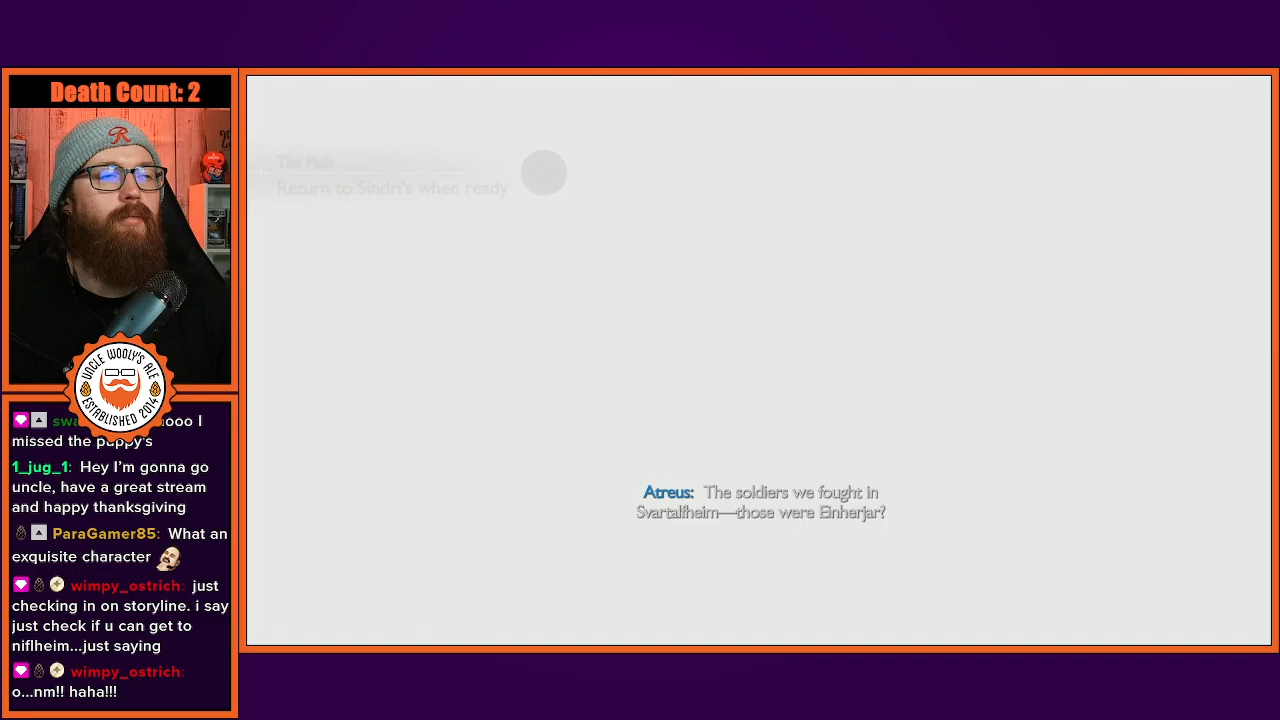 Death Count: 2
R
The Path
Return to Sindri's when ready
UNCLE WOOLY'S ALE
ESTABLISHED 2014
Atreus: The soldiers we fought in
Svartalfheim—those were Einherjar?
ooo I
missed the puppy's
1_jug_1: Hey I'm gonna go
uncle, have a great stream
and happy thanksgiving
ParaGamer85: What an
exquisite character
wimpy_ostrich: just
checking in on storyline. i say
just check if u can get to
niflheim...just saying
wimpy_ostrich:
o...nm!! haha!!!